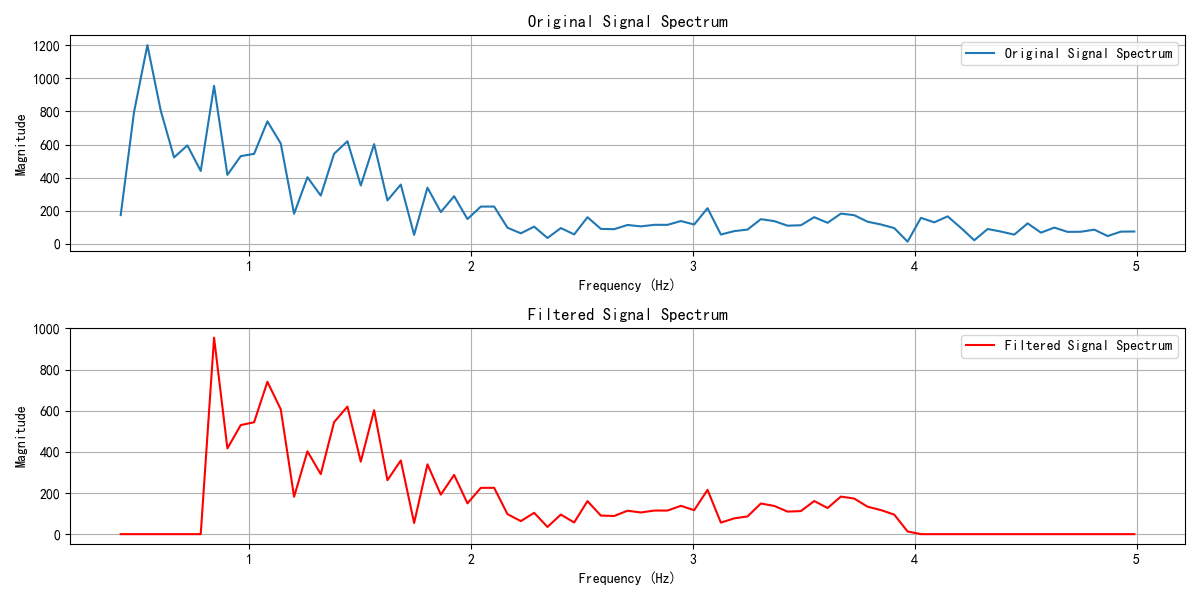 Original Signal Spectrum
Original Signal Spectrum
1200
1000
800
600
400
200
0
Magnitude
1 2 3 4 5
Frequency (Hz)
Filtered Signal Spectrum
Filtered Signal Spectrum
1000
800
600
400
200
0
Magnitude
1 2 3 4 5
Frequency (Hz)